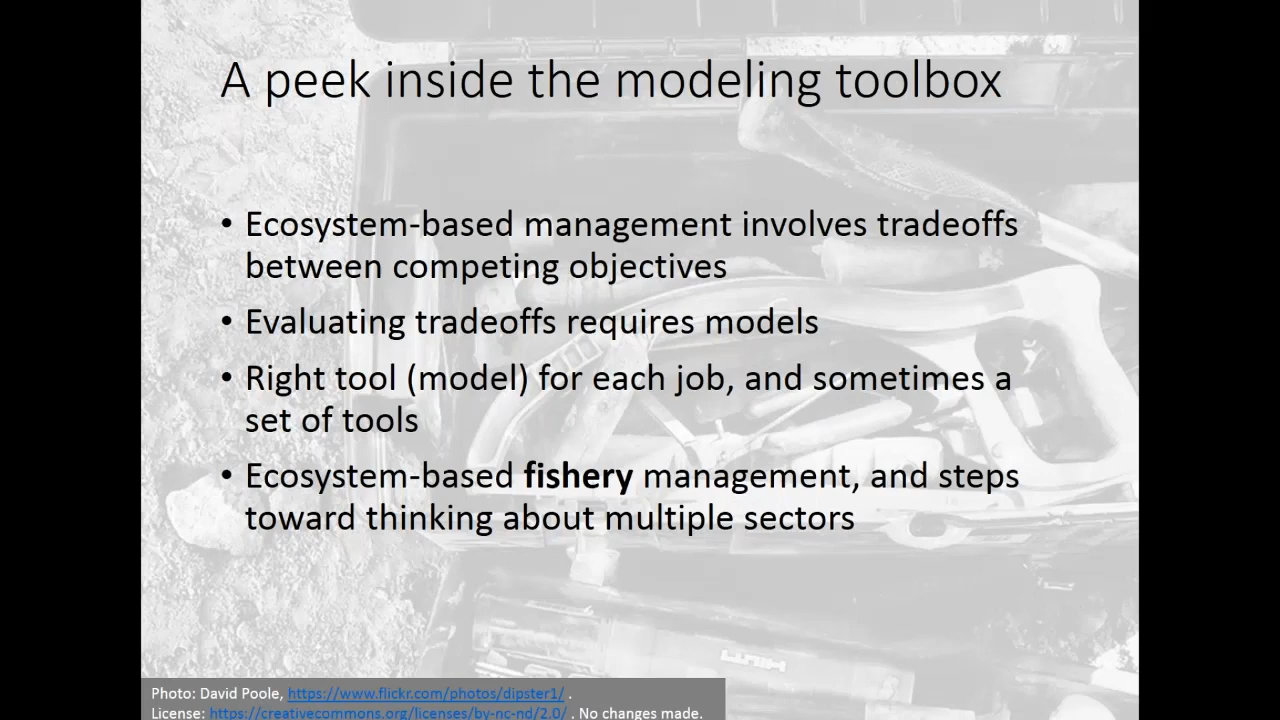 A peek inside the modeling toolbox
• Ecosystem-based management involves tradeoffs
between competing objectives
• Evaluating tradeoffs requires models
• Right tool (model) for each job, and sometimes a
set of tools
• Ecosystem-based fishery management, and steps
toward thinking about multiple sectors
HILTI
Photo: David Poole, https://www.flickr.com/photos/dipster1/ .
License: https://creativecommons.org/licenses/by-nc-nd/2.0/ . No changes made.